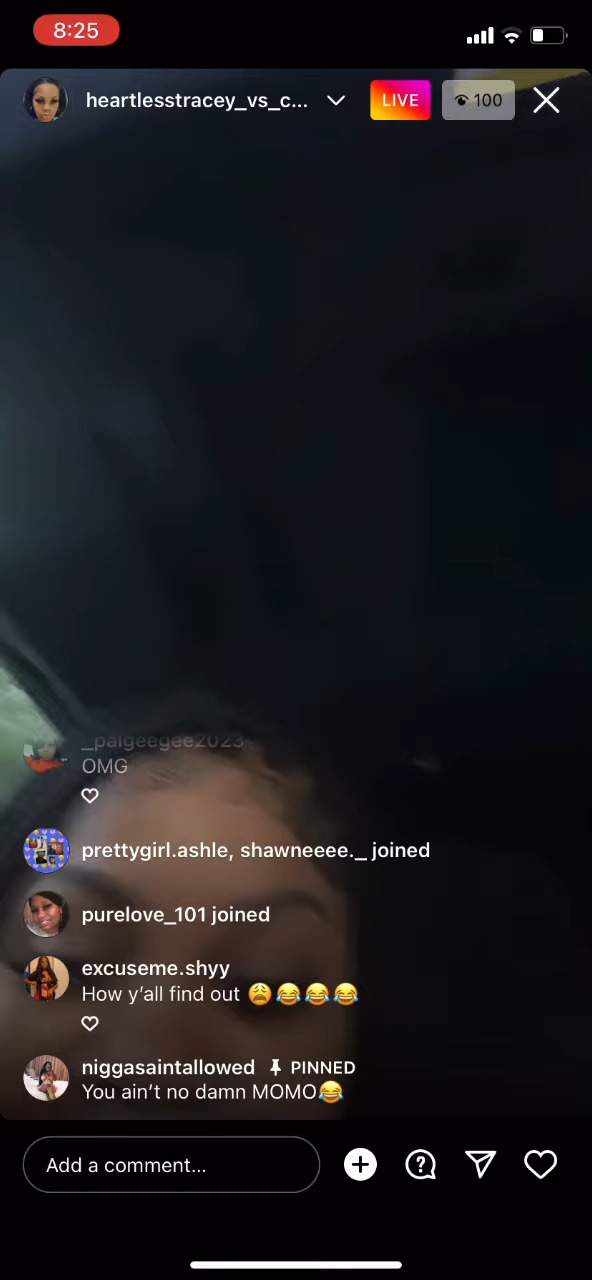 8:25
heartlesstracey_vs_c...
LIVE
100
_paigeegee2023
OMG
prettygirl.ashle, shawneeee._ joined
purelove_101 joined
excuseme.shyy
How y'all find out 😩😂😂😂
niggasaintallowed PINNED
You ain't no damn MOMO😂
Add a comment...